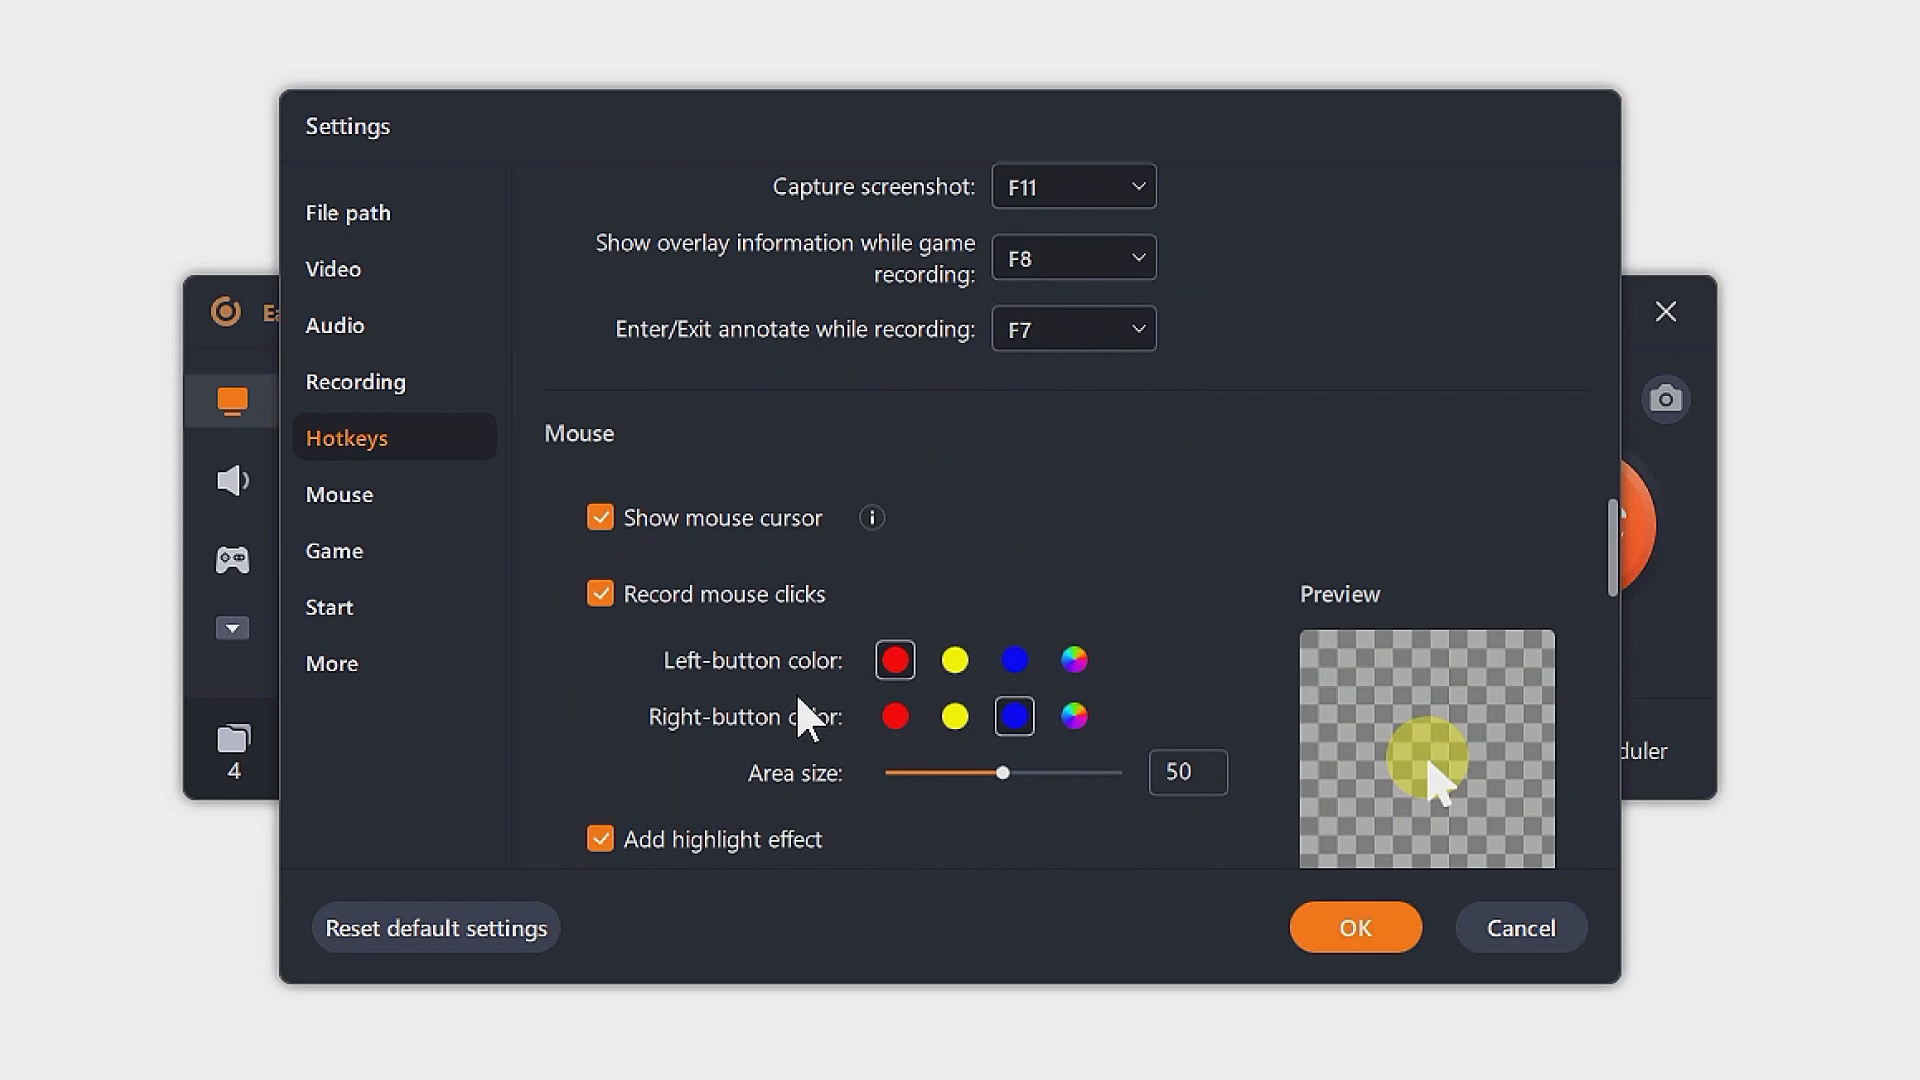 Settings
File path
Video
Audio
Recording
Hotkeys
Mouse
Game
Start
More
Capture screenshot: F11
Show overlay information while game
recording: F8
Enter/Exit annotate while recording: F7
Mouse
Show mouse cursor
Record mouse clicks
Preview
Left-button color:
Right-button color:
Area size: 50
Add highlight effect
Reset default settings
OK
Cancel
4
duler